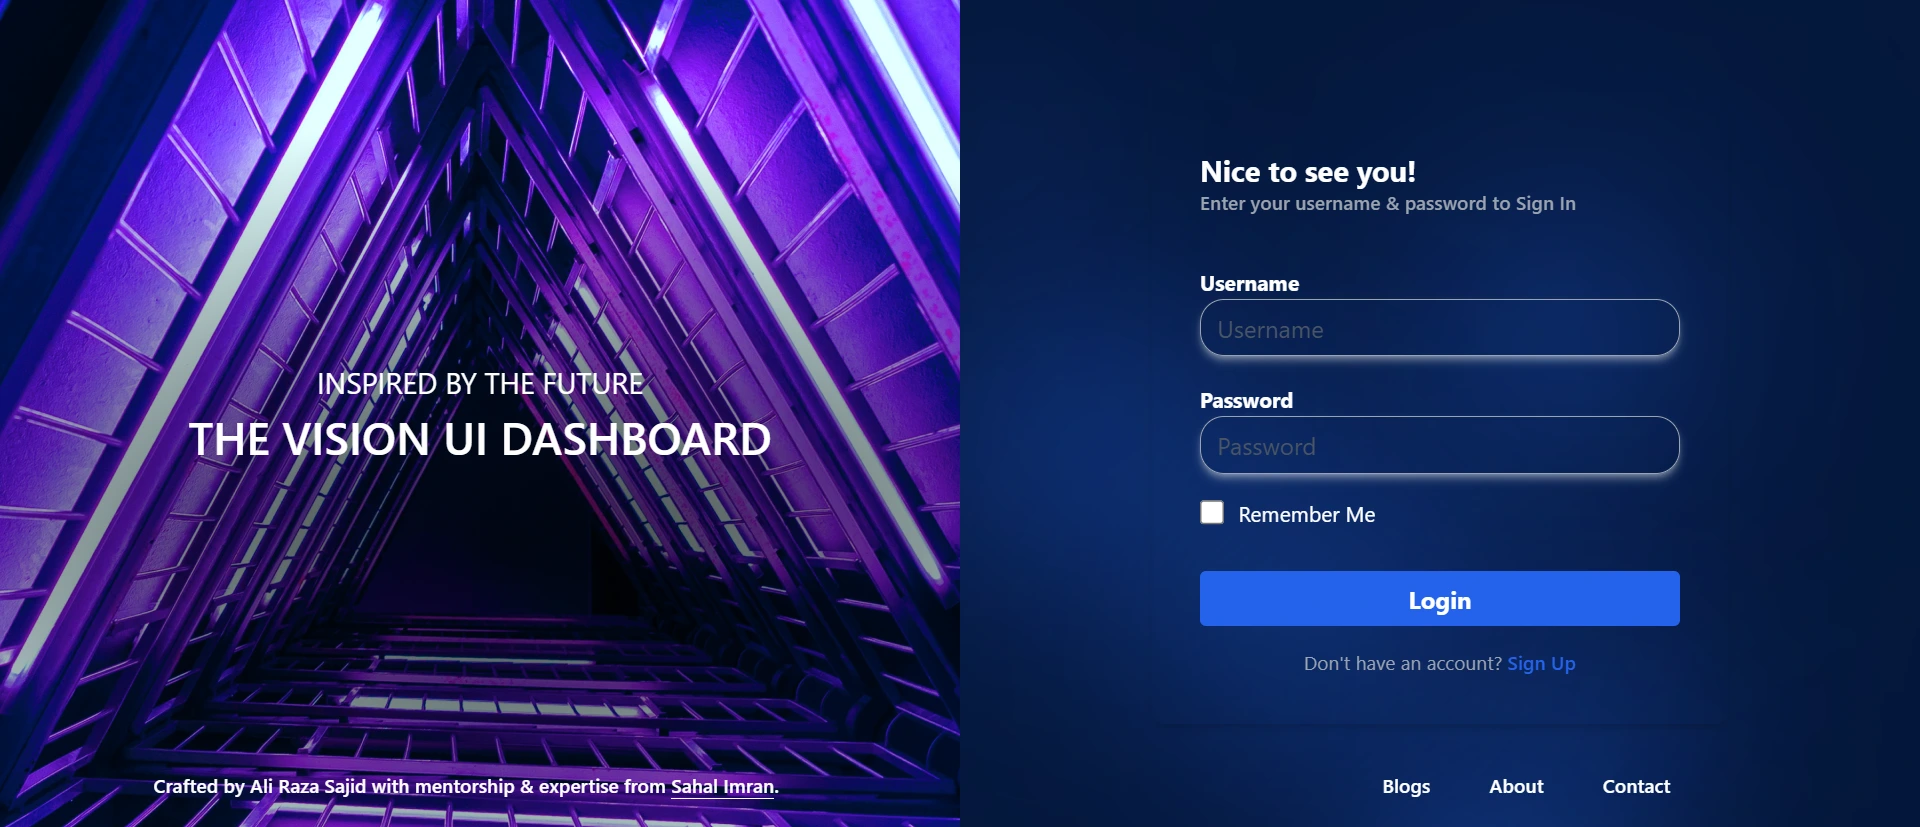 INSPIRED BY THE FUTURE
THE VISION UI DASHBOARD
Crafted by Ali Raza Sajid with mentorship & expertise from Sahal Imran.
Nice to see you!
Enter your username & password to Sign In
Username
Username
Password
Password
Remember Me
Login
Don't have an account? Sign Up
Blogs About Contact